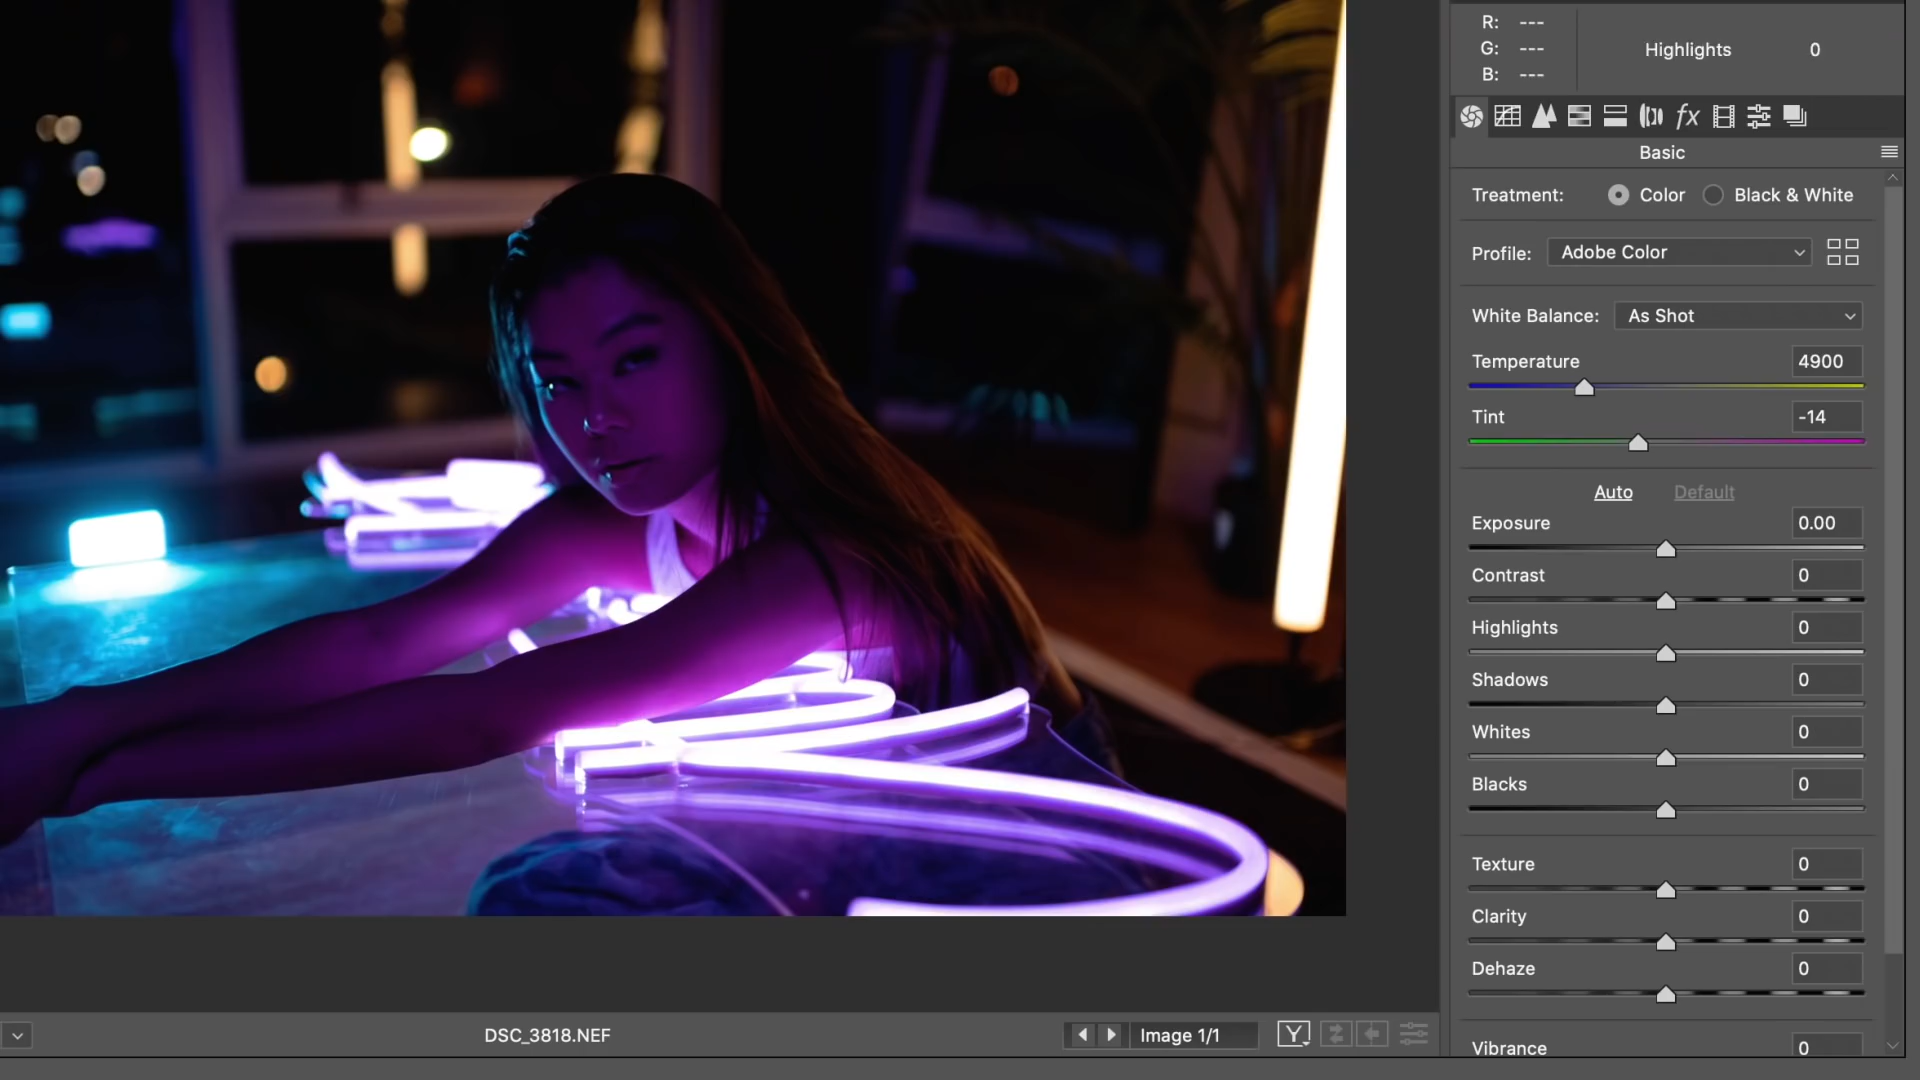 R: ---
G: ---
B: ---
Highlights 0
fx
Basic
Treatment: Color Black & White
Profile: Adobe Color
White Balance: As Shot
Temperature 4900
Tint -14
Auto Default
Exposure 0.00
Contrast 0
Highlights 0
Shadows 0
Whites 0
Blacks 0
Texture 0
Clarity 0
Dehaze 0
DSC_3818.NEF
Image 1/1
Y
Vibrance 0